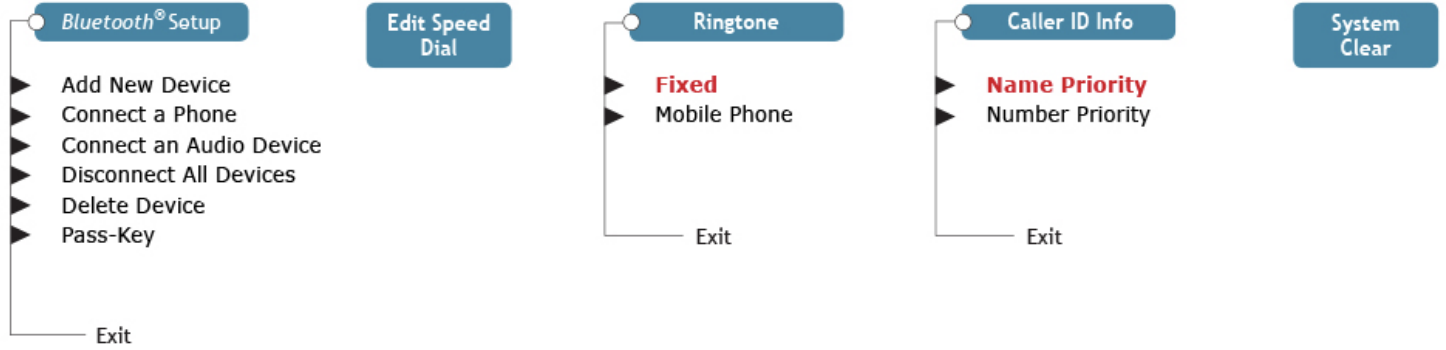 Bluetooth® Setup
Add New Device
Connect a Phone
Connect an Audio Device
Disconnect All Devices
Delete Device
Pass-Key
Exit
Edit Speed
Dial
Ringtone
Fixed
Mobile Phone
Exit
Caller ID Info
Name Priority
Number Priority
Exit
System
Clear